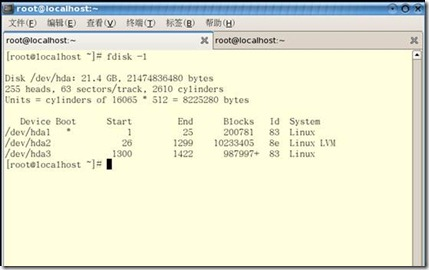 root@localhost:~
文件(F) 编辑(E) 查看(V) 终端(T) 标签(B) 帮助(H)
root@localhost:~ root@localhost:~
[root@localhost ~]# fdisk -l
Disk /dev/hda: 21.4 GB, 21474836480 bytes
255 heads, 63 sectors/track, 2610 cylinders
Units = cylinders of 16065 * 512 = 8225280 bytes
Device Boot Start End Blocks Id System
/dev/hda1 * 1 25 200781 83 Linux
/dev/hda2 26 1299 10233405 8e Linux LVM
/dev/hda3 1300 1422 987997+ 83 Linux
[root@localhost ~]#